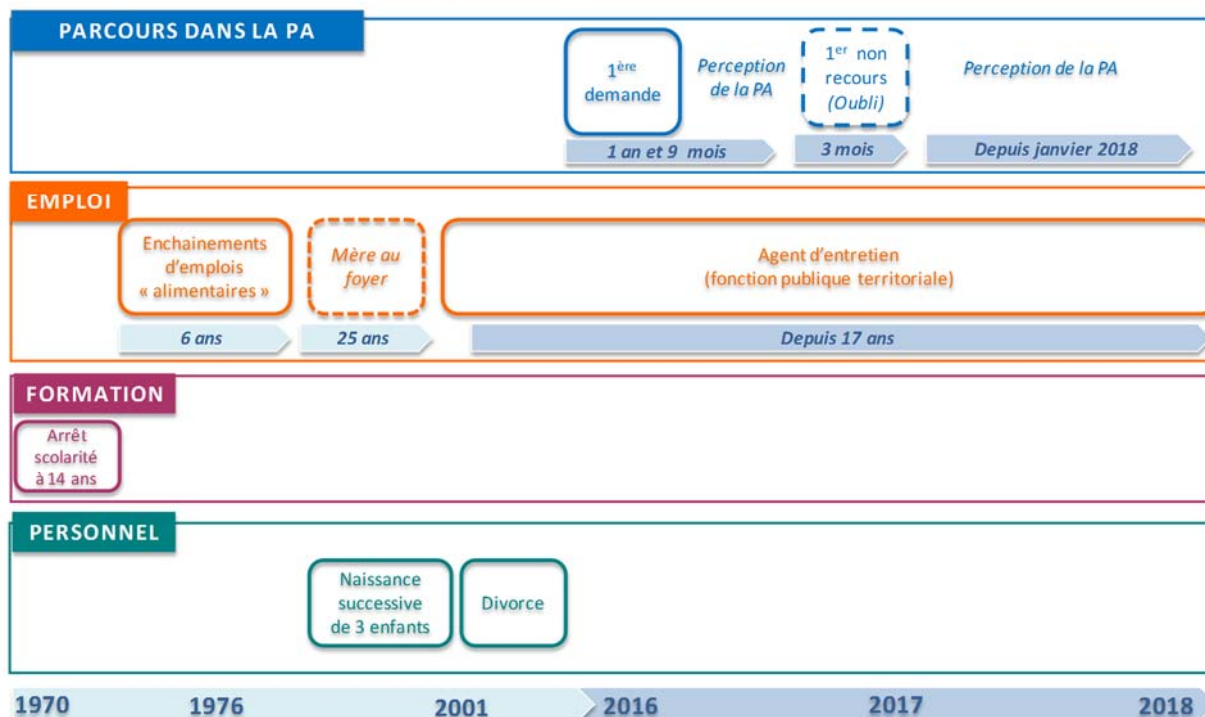 PARCOURS DANS LA PA
1ère
demande
Perception
de la PA
1er non
recours
(Oubli)
Perception de la PA
1 an et 9 mois
3 mois
Depuis janvier 2018
EMPLOI
Enchainements
d'emplois
« alimentaires »
Mère au
foyer
Agent d'entretien
(fonction publique territoriale)
6 ans
25 ans
Depuis 17 ans
FORMATION
Arrêt
scolarité
à 14 ans
PERSONNEL
Naissance
successive
de 3 enfants
Divorce
1970 1976 2001 2016 2017 2018